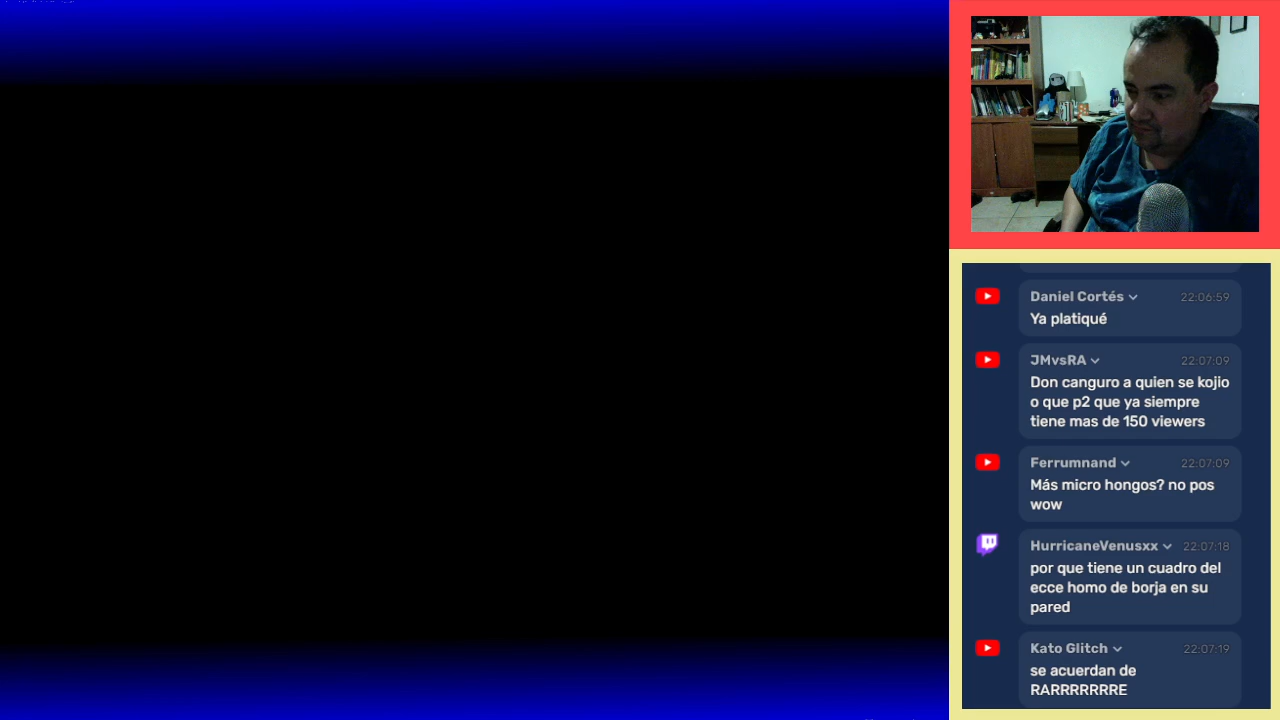 Daniel Cortés
22:06:59
Ya platiqué
JMvsRA
22:07:09
Don canguro a quien se kojio
o que p2 que ya siempre
tiene mas de 150 viewers
Ferrumnand
22:07:09
Más micro hongos? no pos
wow
HurricaneVenusxx
22:07:18
por que tiene un cuadro del
ecce homo de borja en su
pared
Kato Glitch
22:07:19
se acuerdan de
RARRRRRRRE